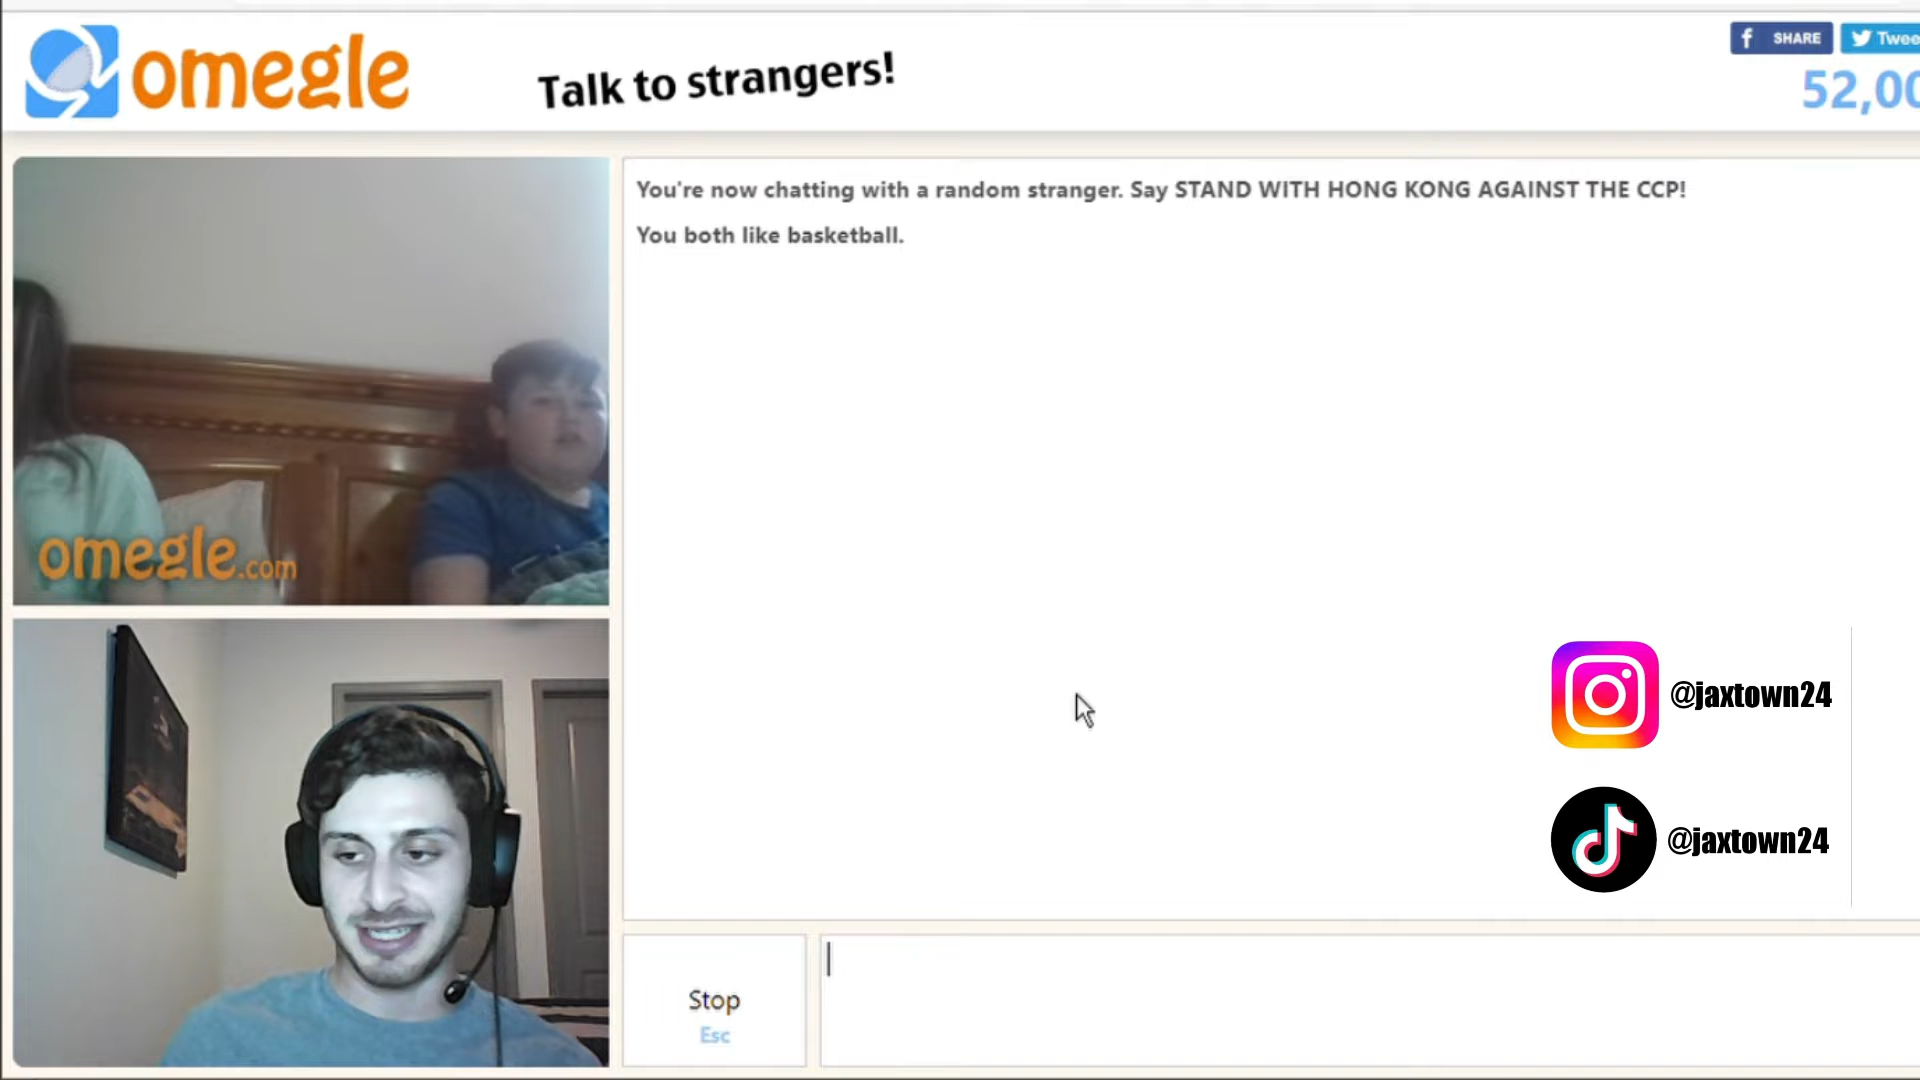 omegle
Talk to strangers!
SHARE
Twee
52,00
You're now chatting with a random stranger. Say STAND WITH HONG KONG AGAINST THE CCP!
You both like basketball.
omegle.com
@jaxtown24
@jaxtown24
Stop
Esc